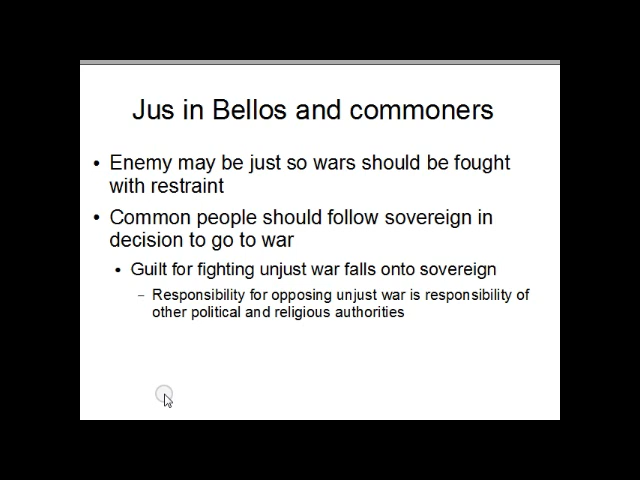 Jus in Bellos and commoners
• Enemy may be just so wars should be fought
with restraint
• Common people should follow sovereign in
decision to go to war
• Guilt for fighting unjust war falls onto sovereign
– Responsibility for opposing unjust war is responsibility of
other political and religious authorities